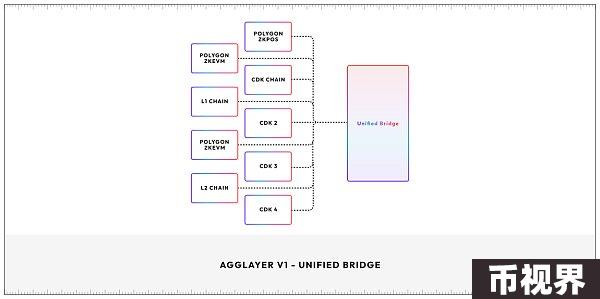 POLYGON
ZKPOS
POLYGON
ZKEVM
CDK CHAIN
L1 CHAIN
CDK 2
POLYGON
ZKEVM
CDK 3
L2 CHAIN
CDK 4
Unified Bridge
AGGLAYER V1 - UNIFIED BRIDGE
币视界